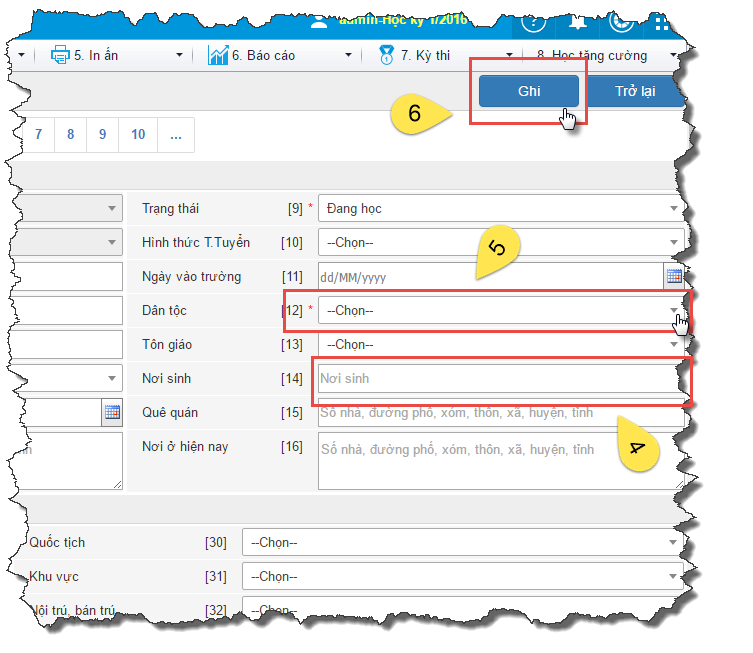 admin-Học kỳ 1/2016
5. In ấn 6. Báo cáo 7. Kỳ thi 8. Học tăng cường
Ghi Trở lại
6
7 8 9 10 ...
Trạng thái [9] * Đang học
Hình thức T.Tuyển [10] --Chọn--
5
Ngày vào trường [11] dd/MM/yyyy
Dân tộc [12] * --Chọn--
Tôn giáo [13] --Chọn--
Nơi sinh [14] Nơi sinh
Quê quán [15] Số nhà, đường phố, xóm, thôn, xã, huyện, tỉnh
4
Nơi ở hiện nay [16] Số nhà, đường phố, xóm, thôn, xã, huyện, tỉnh
Quốc tịch [30] --Chọn--
Khu vực [31] --Chọn--
Nội trú, bán trú [32] --Chọn--